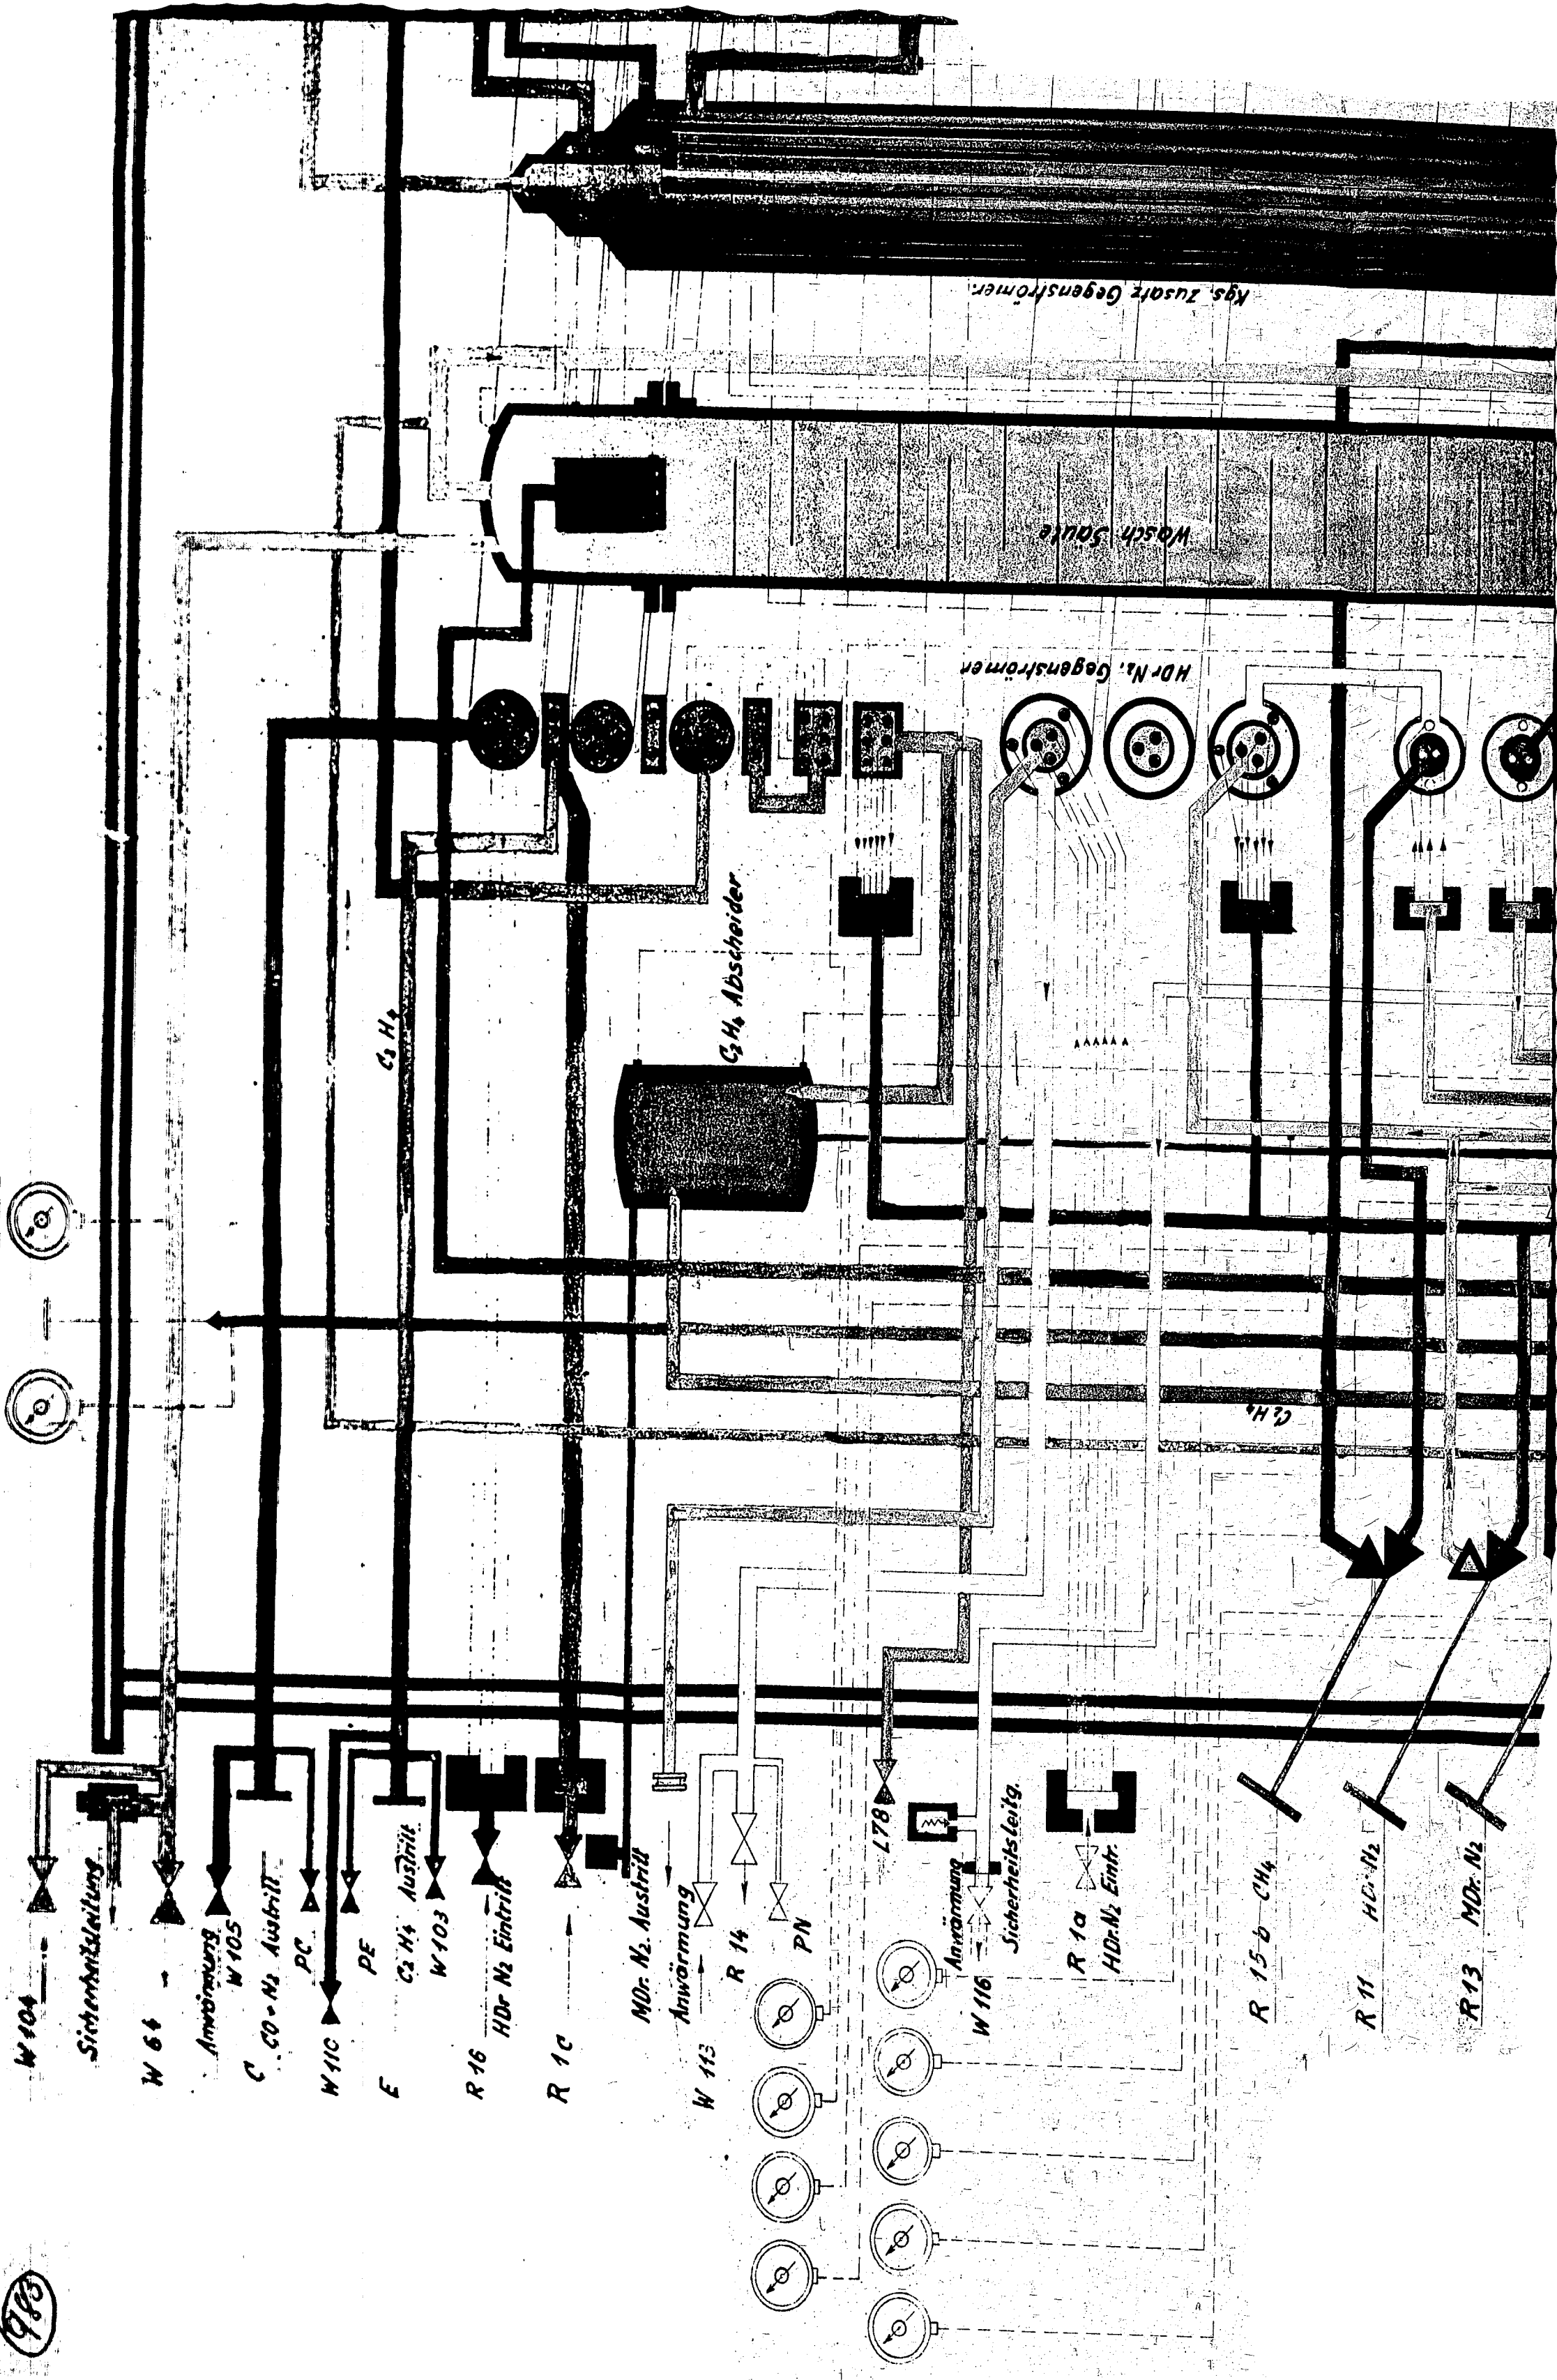 Kgs. Zusatz Gegenströmer
Wasch Säule
HDr N₂. Gegenströmer
C₂H₄ Abscheider
C₂H₄
C₂H₄
W 104
Sicherheitsleitung
W 64
Anwärmung
W 105
C CO + N₂ Austritt
PC
W 110
PE
E C₂H₄ Austritt
W 103
R 16
HDr N₂ Eintritt
R 1c
MDr. N₂. Austritt
Anwärmung
W 113
R 14
PN
L78
Anwärmung
W 116
Sicherheitsleitg.
R 1a
HDr.N₂ Eintr.
R 15 b CH₄
R 11 HDr. N₂
R 13 MDr. N₂